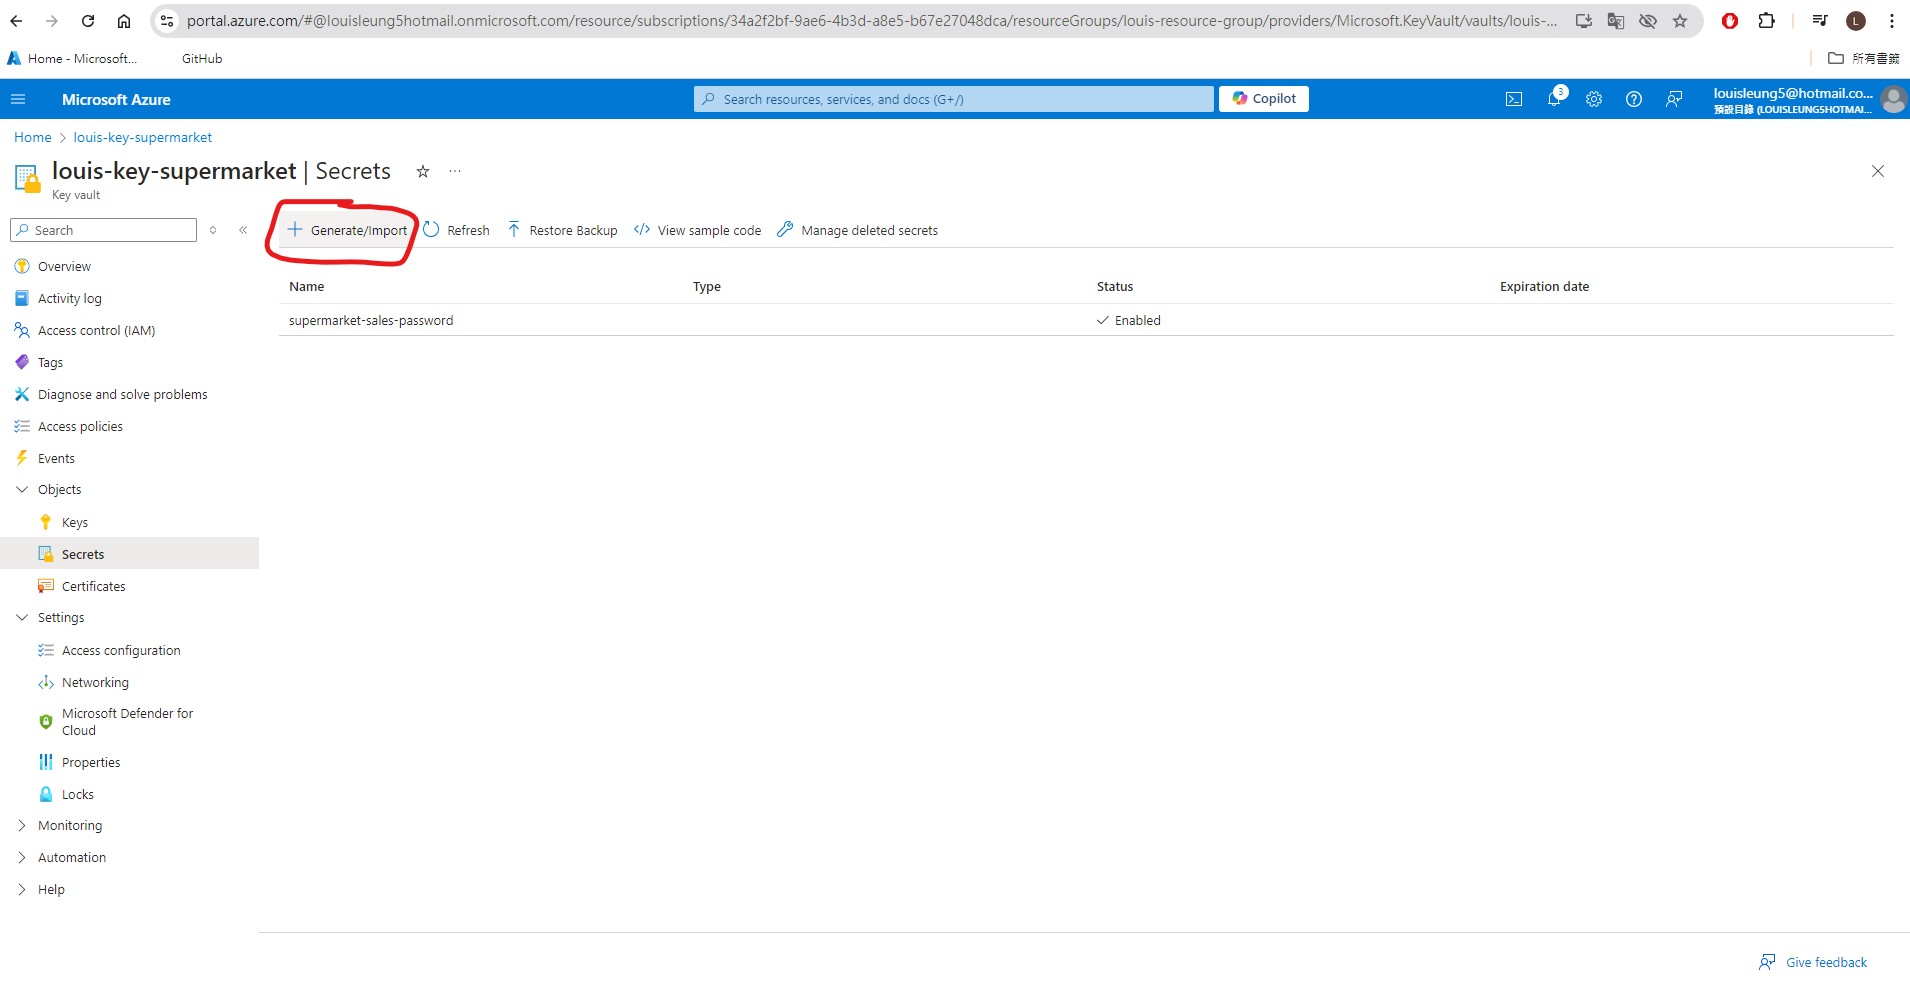 portal.azure.com/#@louisleung5hotmail.onmicrosoft.com/resource/subscriptions/34a2f2bf-9ae6-4b3d-a8e5-b67e27048dca/resourceGroups/louis-resource-group/providers/Microsoft.KeyVault/vaults/louis-... L
Home - Microsoft... GitHub 所有書籤
Microsoft Azure Search resources, services, and docs (G+/) Copilot 3 louisleung5@hotmail.co...
預設目錄 (LOUISLEUNG5HOTMAI...
Home > louis-key-supermarket
louis-key-supermarket | Secrets ☆ ...
Key vault
Search « + Generate/Import Refresh Restore Backup </> View sample code Manage deleted secrets
Overview
Activity log
Access control (IAM)
Tags
Diagnose and solve problems
Access policies
Events
Objects
Keys
Secrets
Certificates
Settings
Access configuration
Networking
Microsoft Defender for
Cloud
Properties
Locks
Monitoring
Automation
Help
Name Type Status Expiration date
supermarket-sales-password Enabled
Give feedback